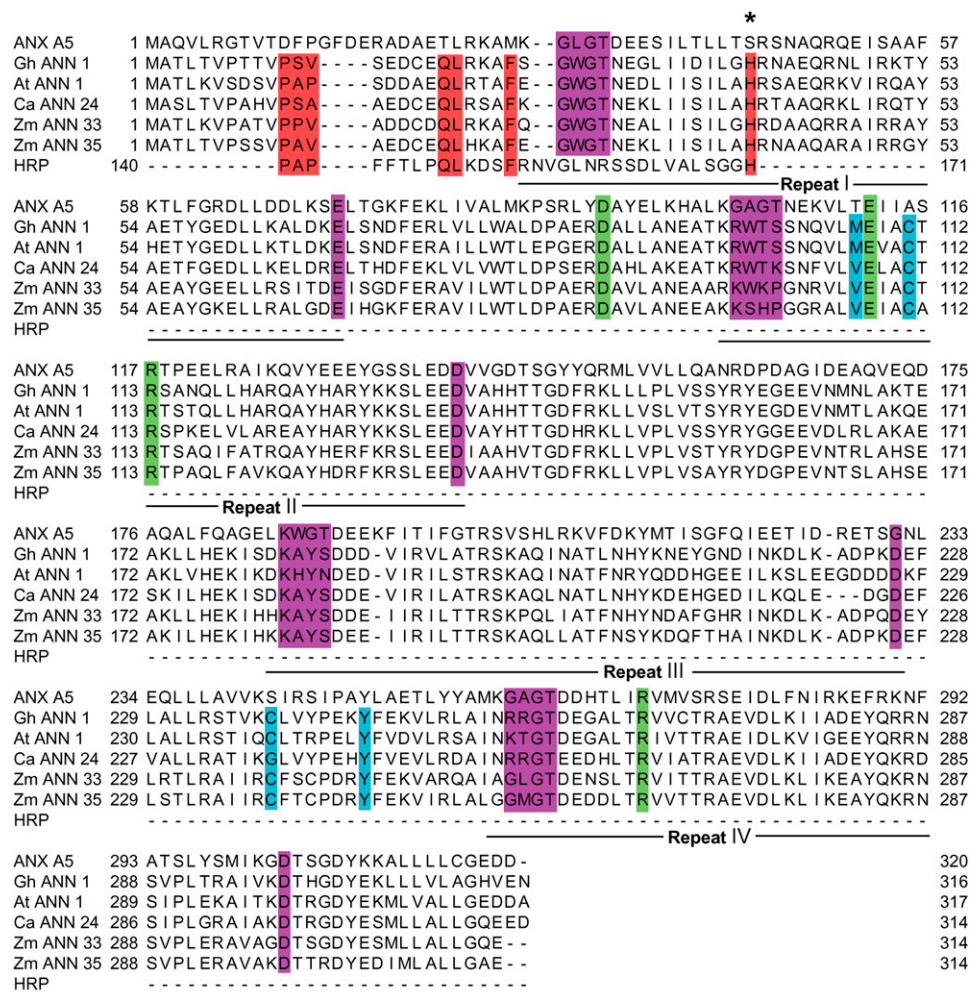 *
ANX A5 1 MAQVLRGTVTDFPGFDERADAETLRKAMK--GLGTDEESILTLLTSRSNAQRQEISAAF 57
Gh ANN 1 1 MATLTVPTTVPSV----SEDCEQLRKAFS--GWGTNEGLIIDILGHRNAEQRNLIRKTY 53
At ANN 1 1 MATLKVSDSVPAP----SDDAEQLRTAFE--GWGTNEDLIISILAHRSAEQRKVIRQAY 53
Ca ANN 24 1 MASLTVPAHVPSA----AEDCEQLRKAFS--GWGTNEKLIISILAHRTAAQRKLIRQTY 53
Zm ANN 33 1 MATLKVPATVPPV----ADDCDQLRKAFQ--GWGTNEALIISILGHRDAAQRRAIRRAY 53
Zm ANN 35 1 MATLTVPSSVPAV----AEDCEQLRKAFE--GWGTNEKLIISILAHRNAAQARAIRRGY 53
HRP 140 ----------PAP----FFTLPQLKDSFRNVGLNRSSDLVALSGGH------------- 171
Repeat I
ANX A5 58 KTLFGRDLLDDLKSELTGKFEKLIVALMKPSRLYDAYELKHALKGAGTNEKVLTEIIAS 116
Gh ANN 1 54 AETYGEDLLKALDKELSNDFERLVLLWALDPAERDALLANEATKRWTSSNQVLMEIACT 112
At ANN 1 54 HETYGEDLLKTLDKELSNDFERAILLWTLEPGERDALLANEATKRWTSSNQVLMEVACT 112
Ca ANN 24 54 AETFGEDLLKELDRELTHDFEKLVLVWTLDPSERDAHLAKEATKRWTKSNFVLVELACT 112
Zm ANN 33 54 AEAYGEELLRSITDEISGDFERAVILWTLDPAERDAVLANEAARKWKPGNRVLVEIACT 112
Zm ANN 35 54 AEAYGKELLRALGDEIHGKFERAVIQWTLDPAERDAVLANEEAKKSHPGGRALVEIACA 112
HRP -----------------------------------------------------------
ANX A5 117 RTPEELRAIKQVYEEEYGSSLEDDVVGDTSGYYQRMLVVLLQANRDPDAGIDEAQVEQD 175
Gh ANN 1 113 RSANQLLHARQAYHARYKKSLEEDVAHHTTGDFRKLLLPLVSSYRYEGDEVNMNLAKTE 171
At ANN 1 113 RTSTQLLHARQAYHARYKKSLEEDVAHHTTGDFRKLLVSLVTSYRYEGDEVNMTLAKQE 171
Ca ANN 24 113 RSPKELVLAREAYHARYKKSLEEDVAYHTTGDHRKLLVPLVSSYRYGGEEVDLRLAKAE 171
Zm ANN 33 113 RTSAQIFATRQAYHERFKRSLEEDIAAHVTGDFRKLLVPLVSAYRYDGPEVNTRLAHSE 171
Zm ANN 35 113 RTPAQLFAVKQAYHDRFKRSLEEDVAAHVTGDFRKLLVPLVSTYRYDGPEVNTSLAHSE 171
HRP -----------------------------------------------------------
Repeat II
ANX A5 176 AQALFQAGELKWGTDEEKFITIFGTRSVSHLRKVFDKYMTISGFQIEETID-RETSGNL 233
Gh ANN 1 172 AKLLHEKISDKAYSDDD-VIRVLATRSKAQINATLNHYKNEYGNDINKDLK-ADPKDEF 228
At ANN 1 172 AKLVHEKIKDKHYNDED-VIRILSTRSKAQINATFNRYQDDHGEEILKSLEEGDDDDKF 229
Ca ANN 24 172 SKILHEKISDKAYSDDE-VIRILATRSKAQLNATLNHYKDEHGEDILKQLE---DGDEF 226
Zm ANN 33 172 AKLLHEKIHHKAYSDDE-IIRILTTRSKPQLIATFNHYNDAFGHRINKDLK-ADPQDEY 228
Zm ANN 35 172 AKILHEKIHKKAYSDEE-IIRILTTRSKAQLLATFNSYKDQFTHAINKDLK-ADPKDEF 228
HRP -----------------------------------------------------------
Repeat III
ANX A5 234 EQLLLAVVKSIRSIPAYLAETLYYAMKGAGTDDHTLIRVMVSRSEIDLFNIRKEFRKNF 292
Gh ANN 1 229 LALLRSTVKCLVYPEKYFEKVLRLAINRRGTDEGALTRVVCTRAEVDLKIIADEYQRRN 287
At ANN 1 230 LALLRSTIQCLTRPELYFVDVLRSAINKTGTDEGALTRIVTTRAEIDLKVIGEEYQRRN 288
Ca ANN 24 227 VALLRATIKGLVYPEHYFVEVLRDAINRRGTEEDHLTRVIATRAEVDLKIIADEYQKRD 285
Zm ANN 33 229 LRTLRAIIRCFSCPDRYFEKVARQAIAGLGTDENSLTRVITTRAEVDLKLIKEAYQKRN 287
Zm ANN 35 229 LSTLRAIIRCFTCPDRYFEKVIRLALGGMGTDEDDLTRVVTTRAEVDLKLIKEAYQKRN 287
HRP -----------------------------------------------------------
Repeat IV
ANX A5 293 ATSLYSMIKGDTSGDYKKALLLLCGEDD- 320
Gh ANN 1 288 SVPLTRAIVKDTHGDYEKLLLVLAGHVEN 316
At ANN 1 289 SIPLEKAITKDTRGDYEKMLVALLGEDDA 317
Ca ANN 24 286 SIPLGRAIAKDTRGDYESMLLALLGQEED 314
Zm ANN 33 288 SVPLERAVAGDTSGDYESMLLALLGQE-- 314
Zm ANN 35 288 SVPLERAVAKDTTRDYEDIMLALLGAE-- 314
HRP -----------------------------